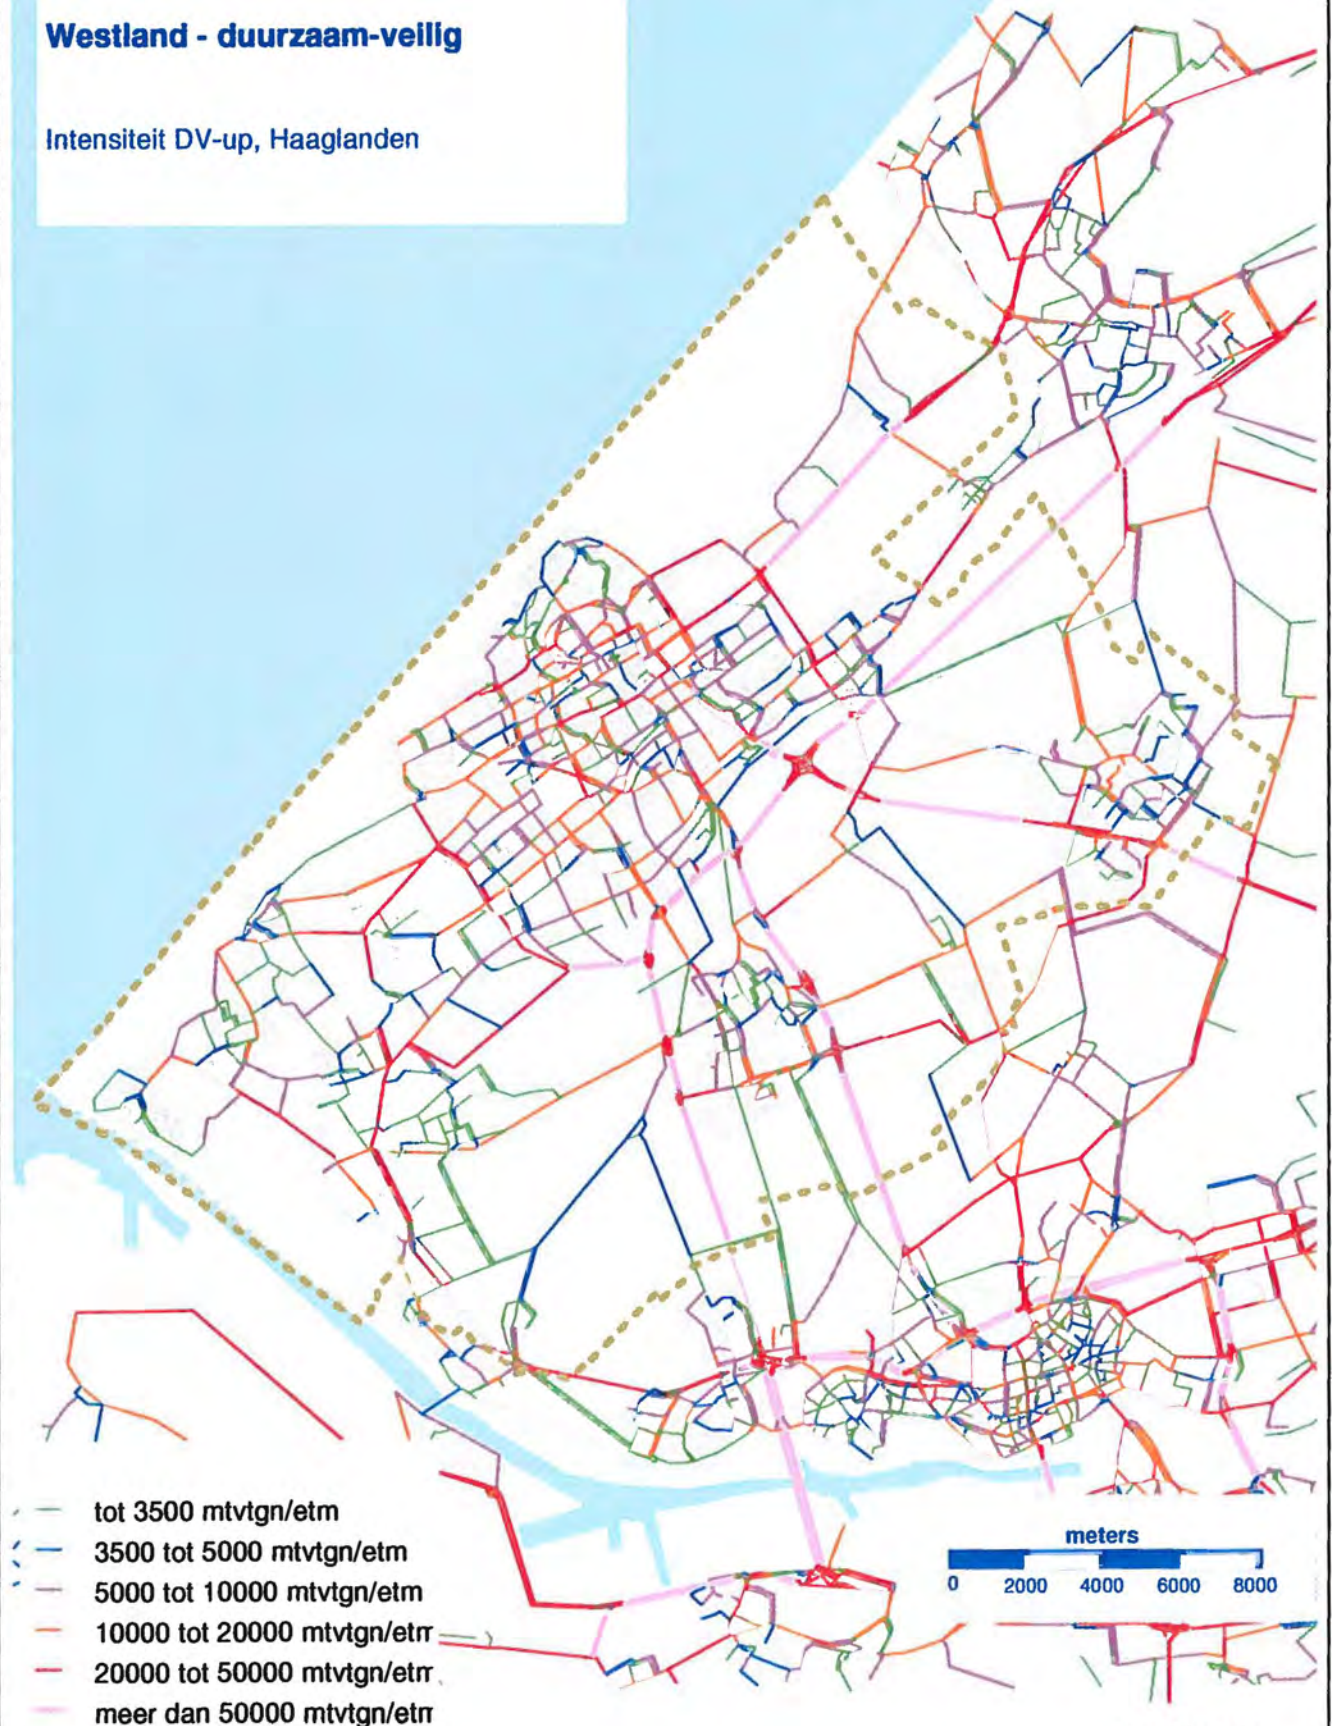 Westland - duurzaam-veilig
Intensiteit DV-up, Haaglanden
tot 3500 mtvtgn/etm
3500 tot 5000 mtvtgn/etm
5000 tot 10000 mtvtgn/etm
10000 tot 20000 mtvtgn/etm
20000 tot 50000 mtvtgn/etm
meer dan 50000 mtvtgn/etm
meters
0 2000 4000 6000 8000